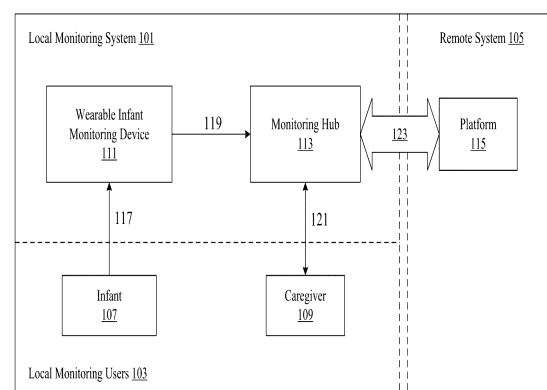 Local Monitoring System 101
Remote System 105
Wearable Infant
Monitoring Device
111
119
Monitoring Hub
113
123
Platform
115
117
121
Infant
107
Caregiver
109
Local Monitoring Users 103